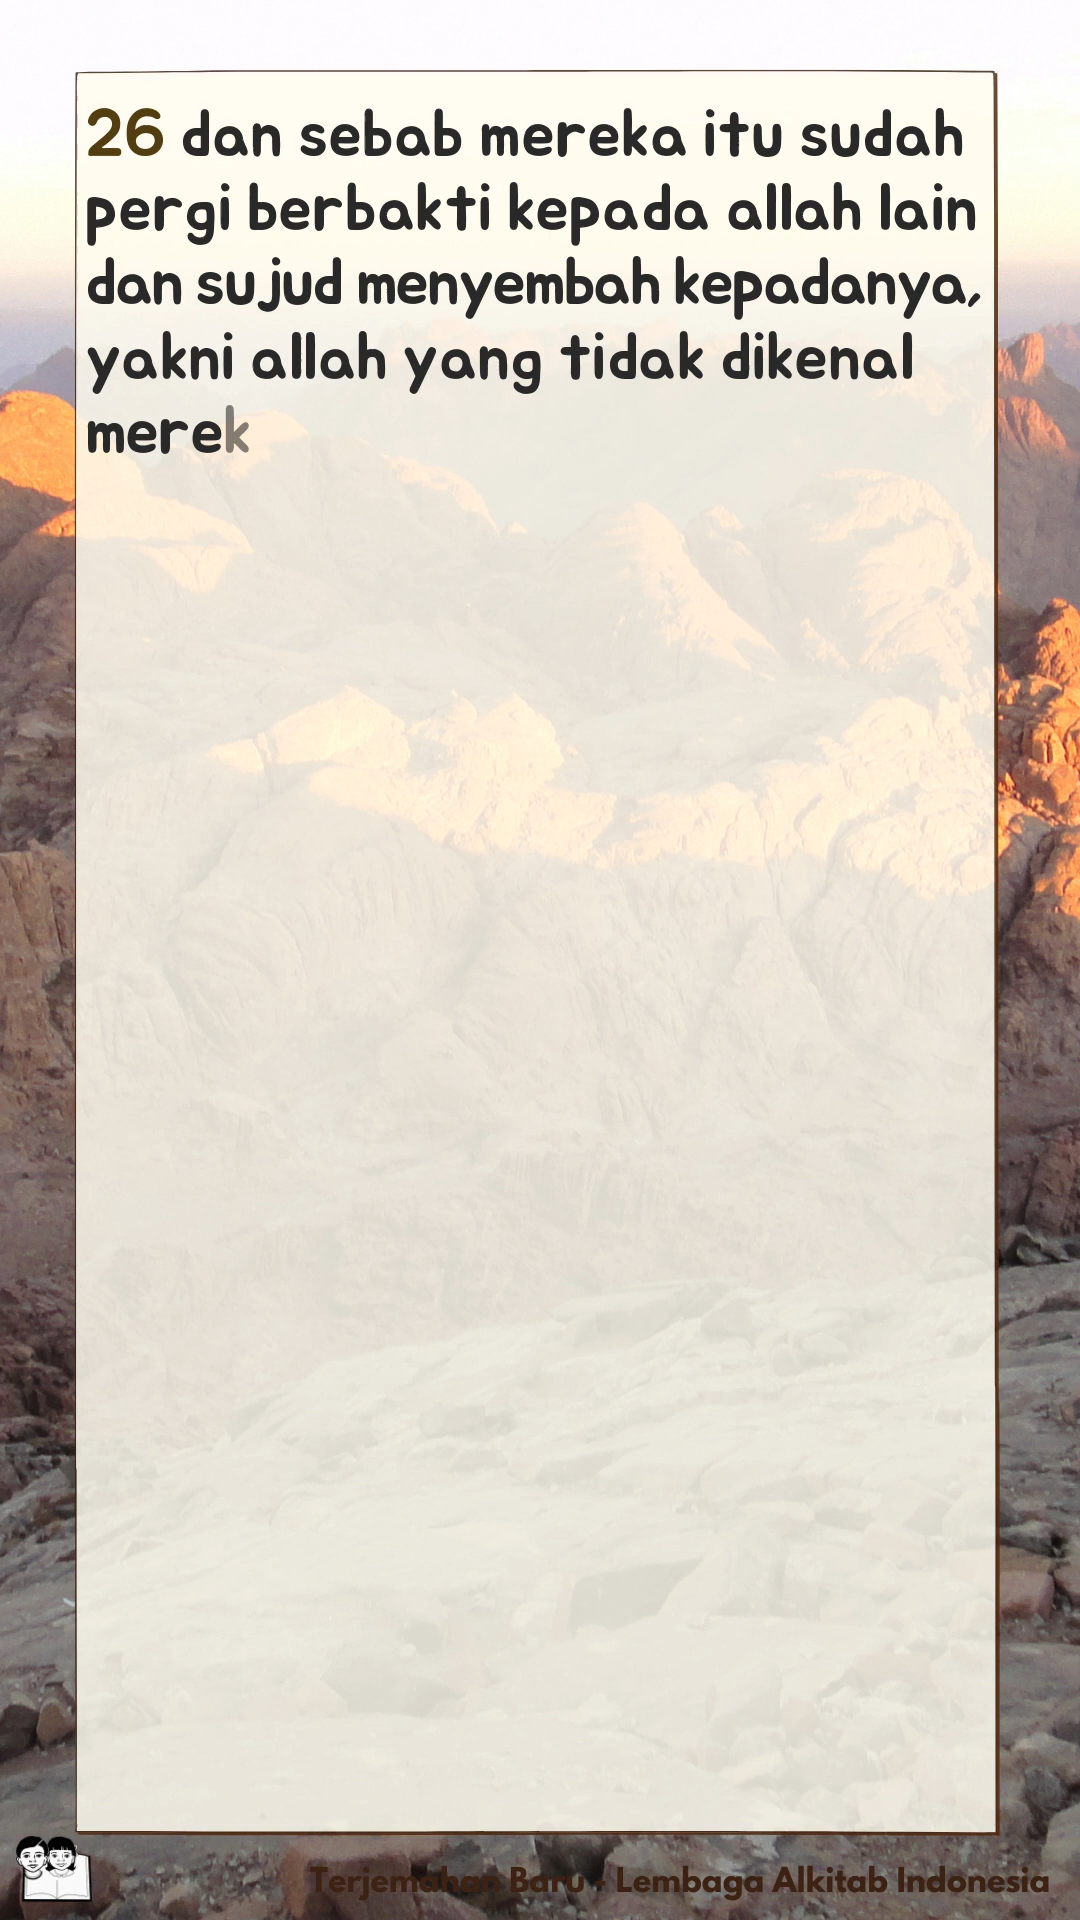 26 dan sebab mereka itu sudah
pergi berbakti kepada allah lain
dan sujud menyembah kepadanya,
yakni allah yang tidak dikenal
merek
Terjemahan Baru - Lembaga Alkitab Indonesia